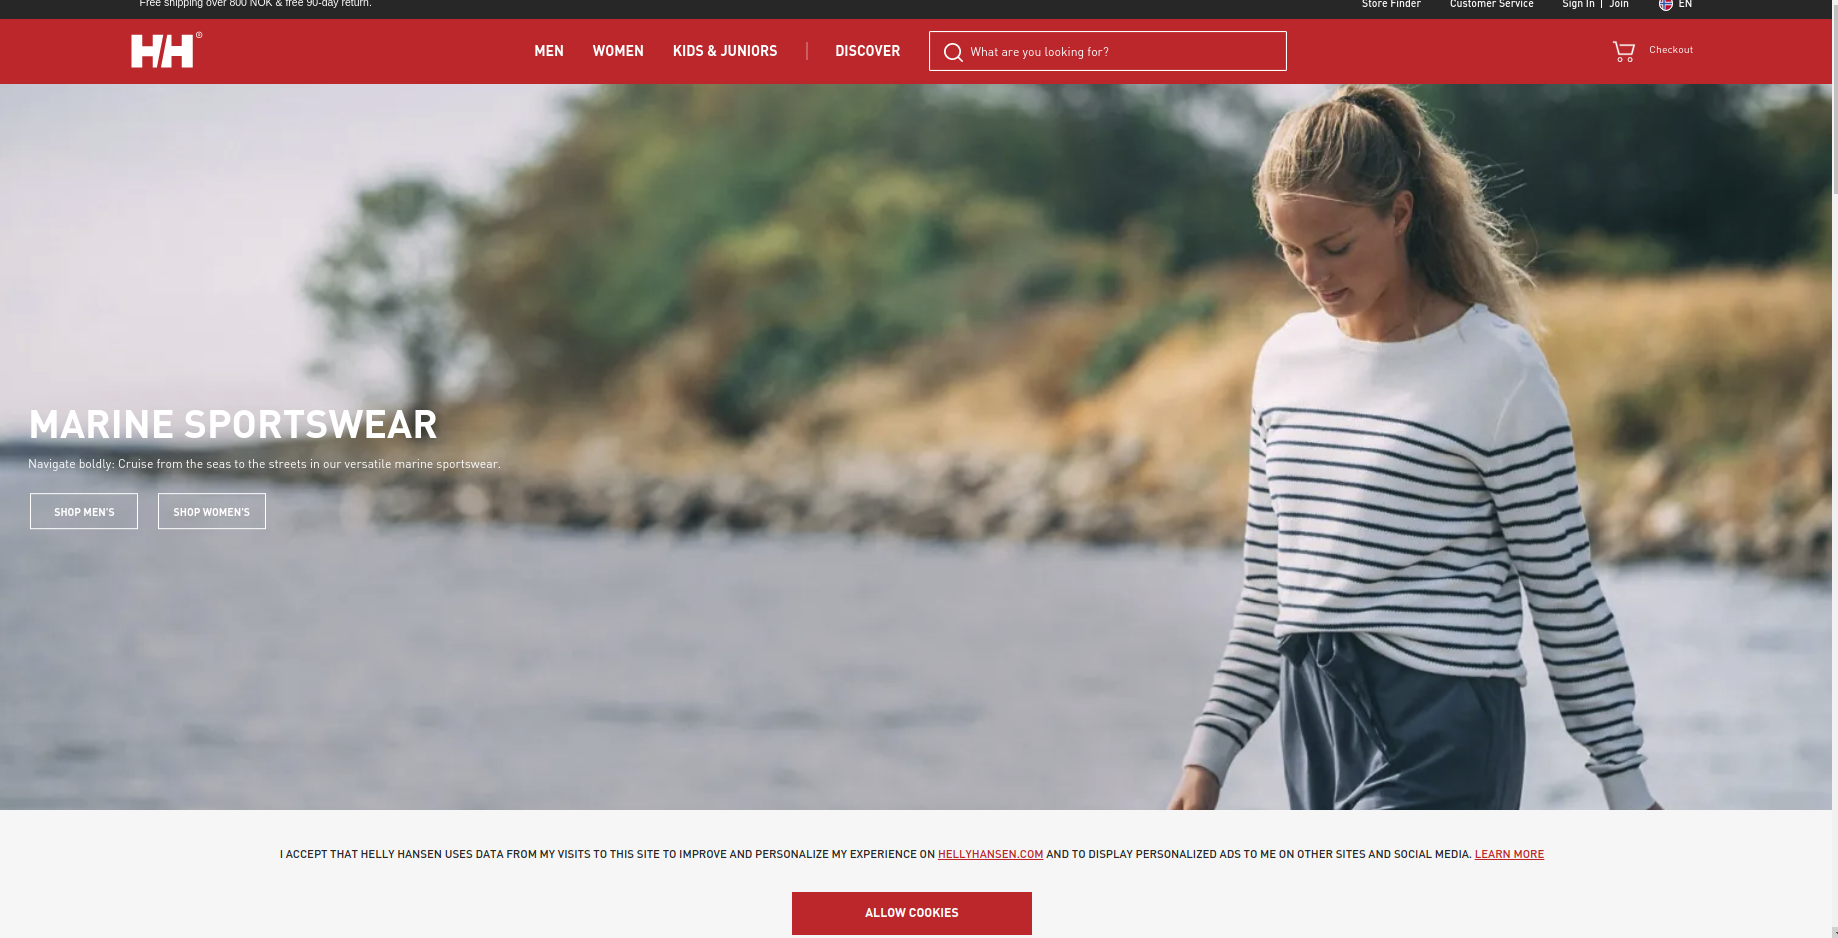 Free shipping over 800 NOK & free 90-day return.
Store Finder
Customer Service
Sign In | Join
EN
HH®
MEN
WOMEN
KIDS & JUNIORS
DISCOVER
What are you looking for?
Checkout
MARINE SPORTSWEAR
Navigate boldly: Cruise from the seas to the streets in our versatile marine sportswear.
SHOP MEN'S
SHOP WOMEN'S
I ACCEPT THAT HELLY HANSEN USES DATA FROM MY VISITS TO THIS SITE TO IMPROVE AND PERSONALIZE MY EXPERIENCE ON HELLYHANSEN.COM AND TO DISPLAY PERSONALIZED ADS TO ME ON OTHER SITES AND SOCIAL MEDIA. LEARN MORE
ALLOW COOKIES